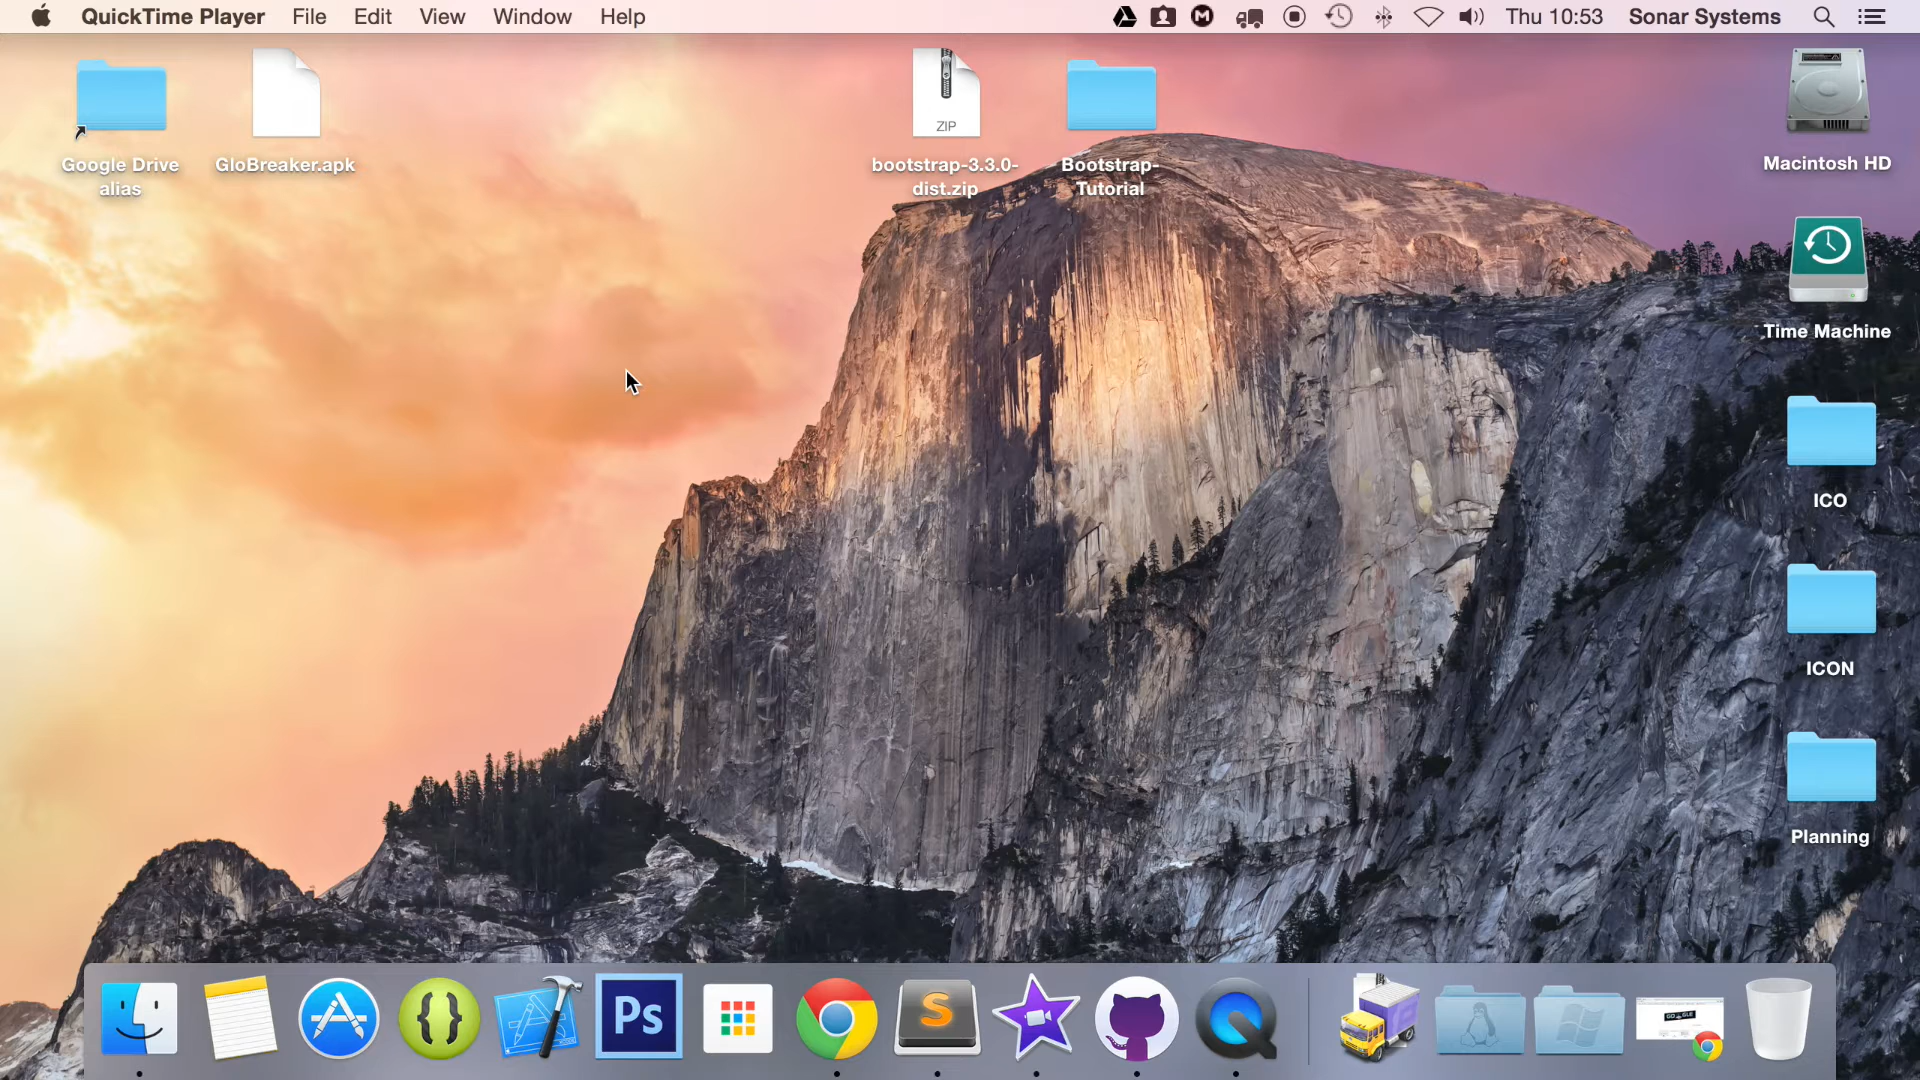 QuickTime Player File Edit View Window Help Thu 10:53 Sonar Systems
ZIP
Google Drive
alias
GloBreaker.apk
bootstrap-3.3.0-
dist.zip
Bootstrap-
Tutorial
Macintosh HD
Time Machine
ICO
ICON
Planning
Ps